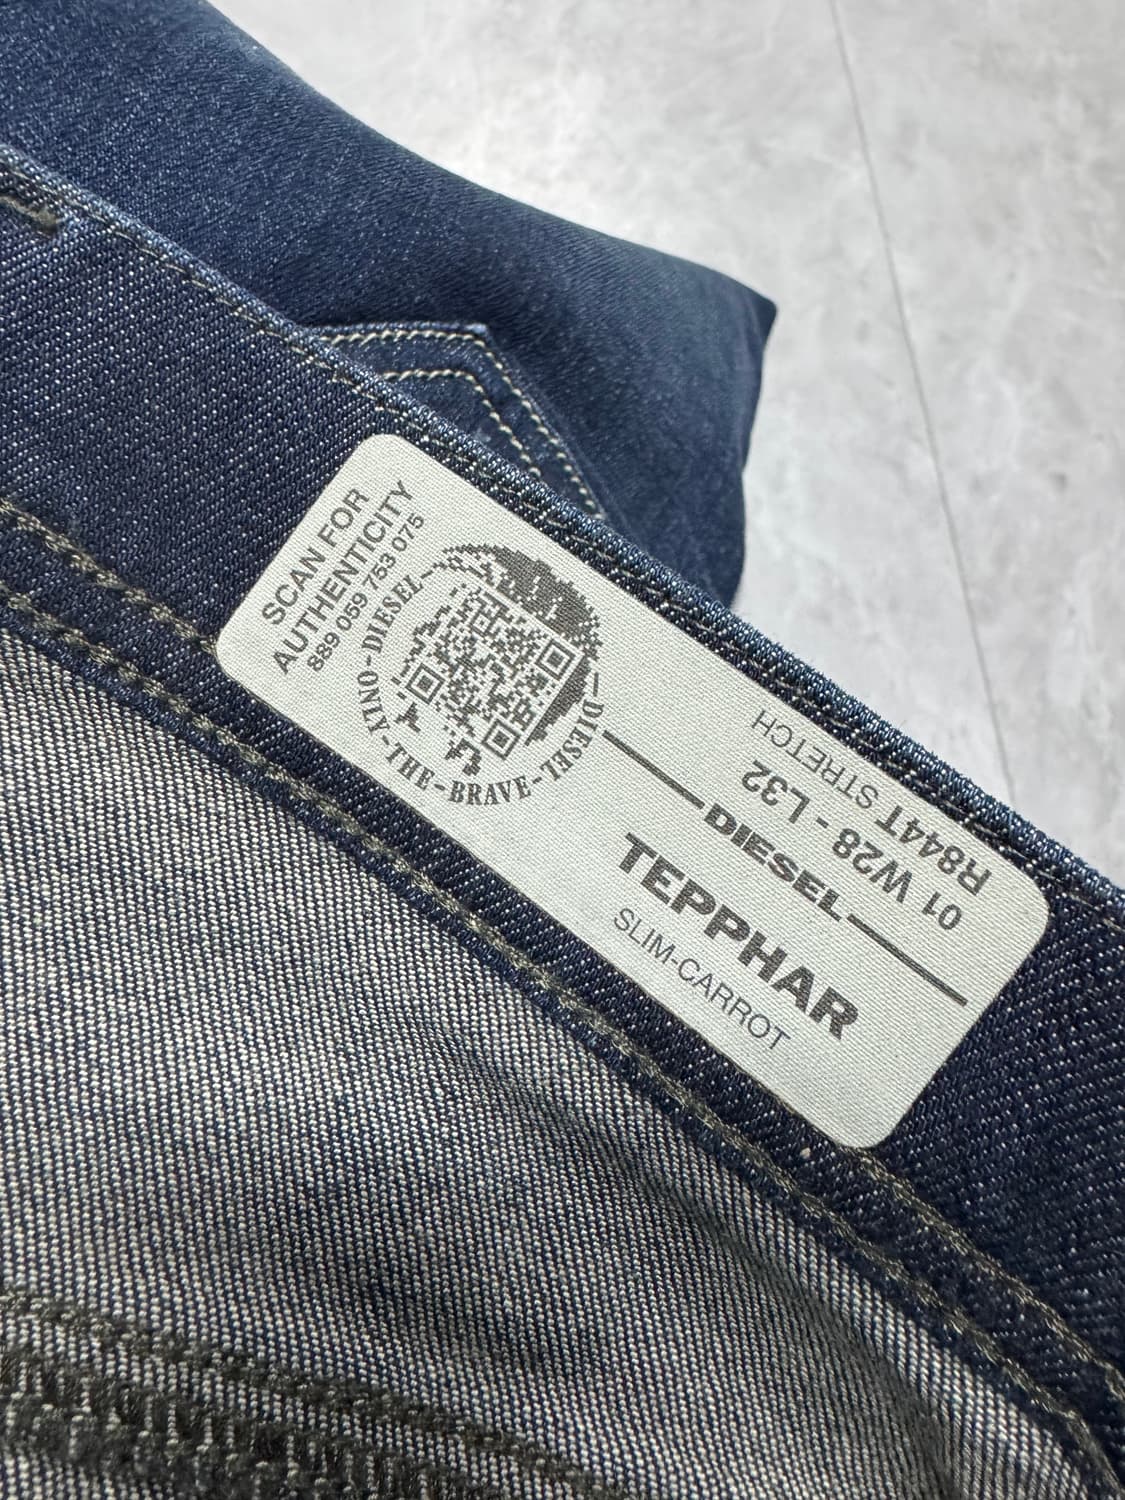 SCAN FOR
AUTHENTICITY
889 059 753 075
DIESEL-ONLY-THE-BRAVE-DIESEL
R844T STRETCH
01 W28 - L32
DIESEL
TEPPHAR
SLIM-CARROT